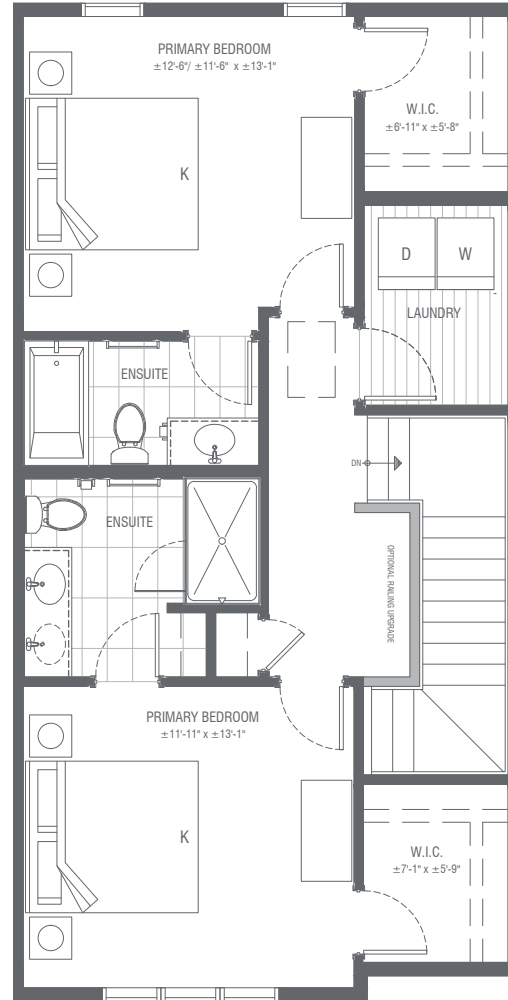 PRIMARY BEDROOM
±12'-6"/ ±11'-6" x ±13'-1"
W.I.C.
±6'-11" x ±5'-8"
K
D
W
LAUNDRY
ENSUITE
DN
ENSUITE
OPTIONAL RAILING UPGRADE
PRIMARY BEDROOM
±11'-11" x ±13'-1"
K
W.I.C.
±7'-1" x ±5'-9"